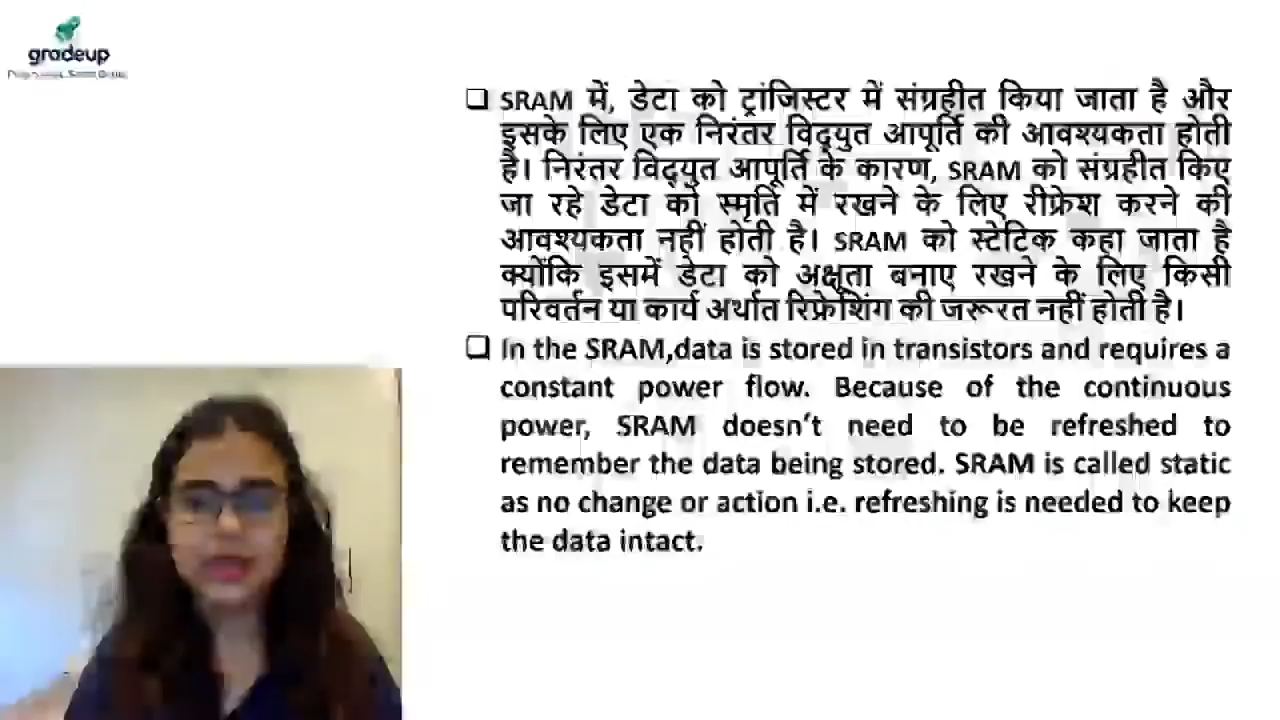 gradeup
❑ SRAM में, डेटा को ट्रांजिस्टर में संग्रहीत किया जाता है और
इसके लिए एक निरंतर विद्युत आपूर्ति की आवश्यकता होती
है। निरंतर विद्युत आपूर्ति के कारण, SRAM को संग्रहीत किए
जा रहे डेटा को स्मृति में रखने के लिए रीफ्रेश करने की
आवश्यकता नहीं होती है। SRAM को स्टेटिक कहा जाता है
क्योंकि इसमें डेटा को अक्षूता बनाए रखने के लिए किसी
परिवर्तन या कार्य अर्थात रिफ्रेशिंग की जरूरत नहीं होती है।
❑ In the SRAM,data is stored in transistors and requires a
constant power flow. Because of the continuous
power, SRAM doesn't need to be refreshed to
remember the data being stored. SRAM is called static
as no change or action i.e. refreshing is needed to keep
the data intact.